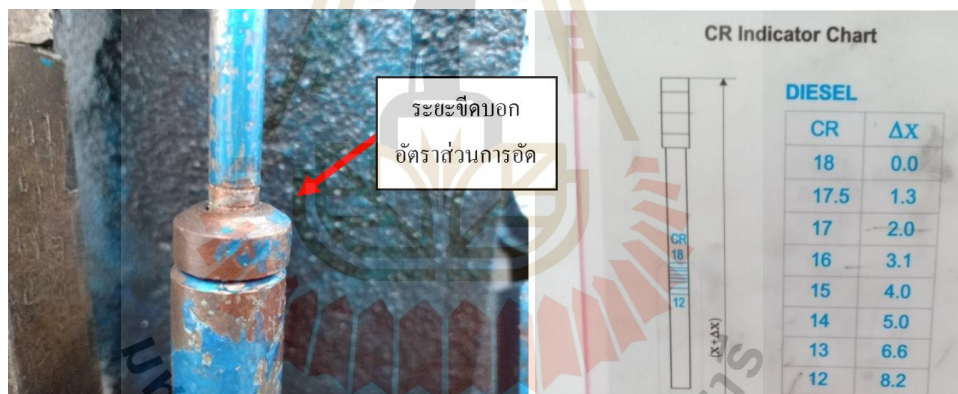 ระยะขีดบอก
อัตราส่วนการอัด
CR Indicator Chart
DIESEL
CR ΔX
18 0.0
17.5 1.3
17 2.0
16 3.1
15 4.0
14 5.0
13 6.6
12 8.2
CR
18
12
(X+ΔX)